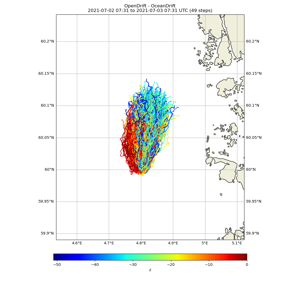 OpenDrift - OceanDrift
2021-07-02 07:31 to 2021-07-03 07:31 UTC (49 steps)
60.2°N 60.2°N
60.15°N 60.15°N
60.1°N 60.1°N
60.05°N 60.05°N
60°N 60°N
59.95°N 59.95°N
59.9°N 59.9°N
4.6°E 4.7°E 4.8°E 4.9°E 5°E 5.1°E
−50 −40 −30 −20 −10 0
z